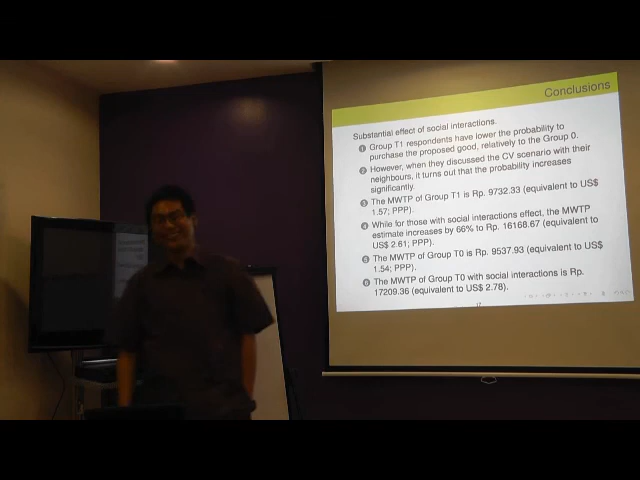 Conclusions
Substantial effect of social interactions.
1 Group T1 respondents have lower the probability to
purchase the proposed good, relatively to the Group 0.
2 However, when they discussed the CV scenario with their
neighbours, it turns out that the probability increases
significantly.
3 The MWTP of Group T1 is Rp. 9732.33 (equivalent to US$
1.57; PPP).
4 While for those with social interactions effect, the MWTP
estimate increases by 66% to Rp. 16168.67 (equivalent to
US$ 2.61; PPP).
5 The MWTP of Group T0 is Rp. 9537.93 (equivalent to US$
1.54; PPP).
6 The MWTP of Group T0 with social interactions is Rp.
17209.36 (equivalent to US$ 2.78).
17